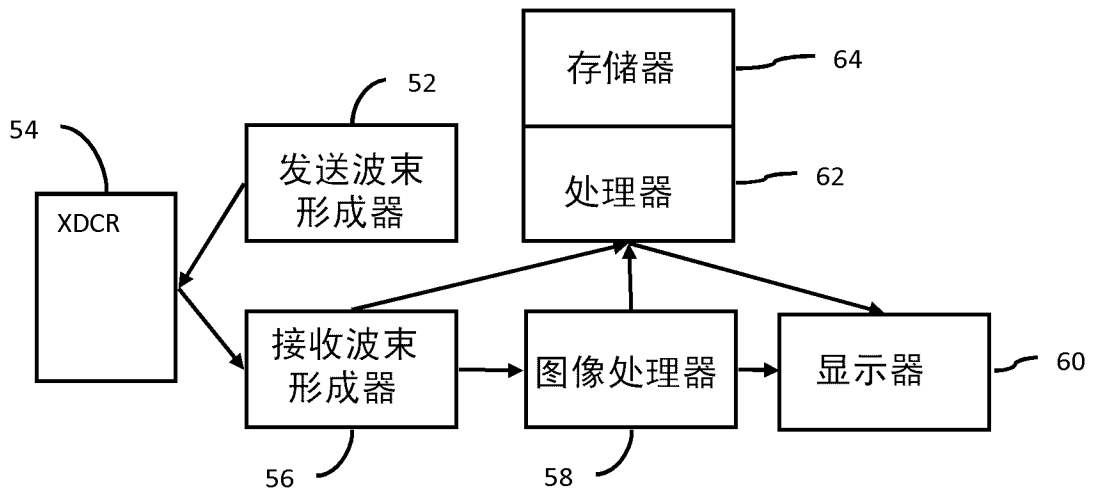 存储器
64
52
54
发送波束
形成器
处理器
62
XDCR
接收波束
形成器
图像处理器
显示器
60
56
58